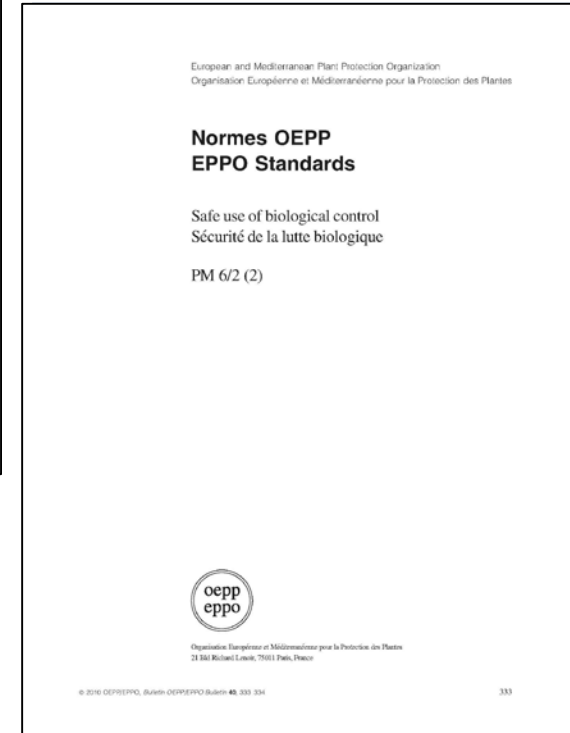 European and Mediterranean Plant Protection Organization
Organisation Européenne et Méditerranéenne pour la Protection des Plantes
Normes OEPP
EPPO Standards
Safe use of biological control
Sécurité de la lutte biologique
PM 6/2 (2)
oepp
eppo
Organisation Européenne et Méditerranéenne pour la Protection des Plantes
21 Bld Richard Lenoir, 75011 Paris, France
© 2010 OEPP/EPPO, Bulletin OEPP/EPPO Bulletin 40, 333–334
333